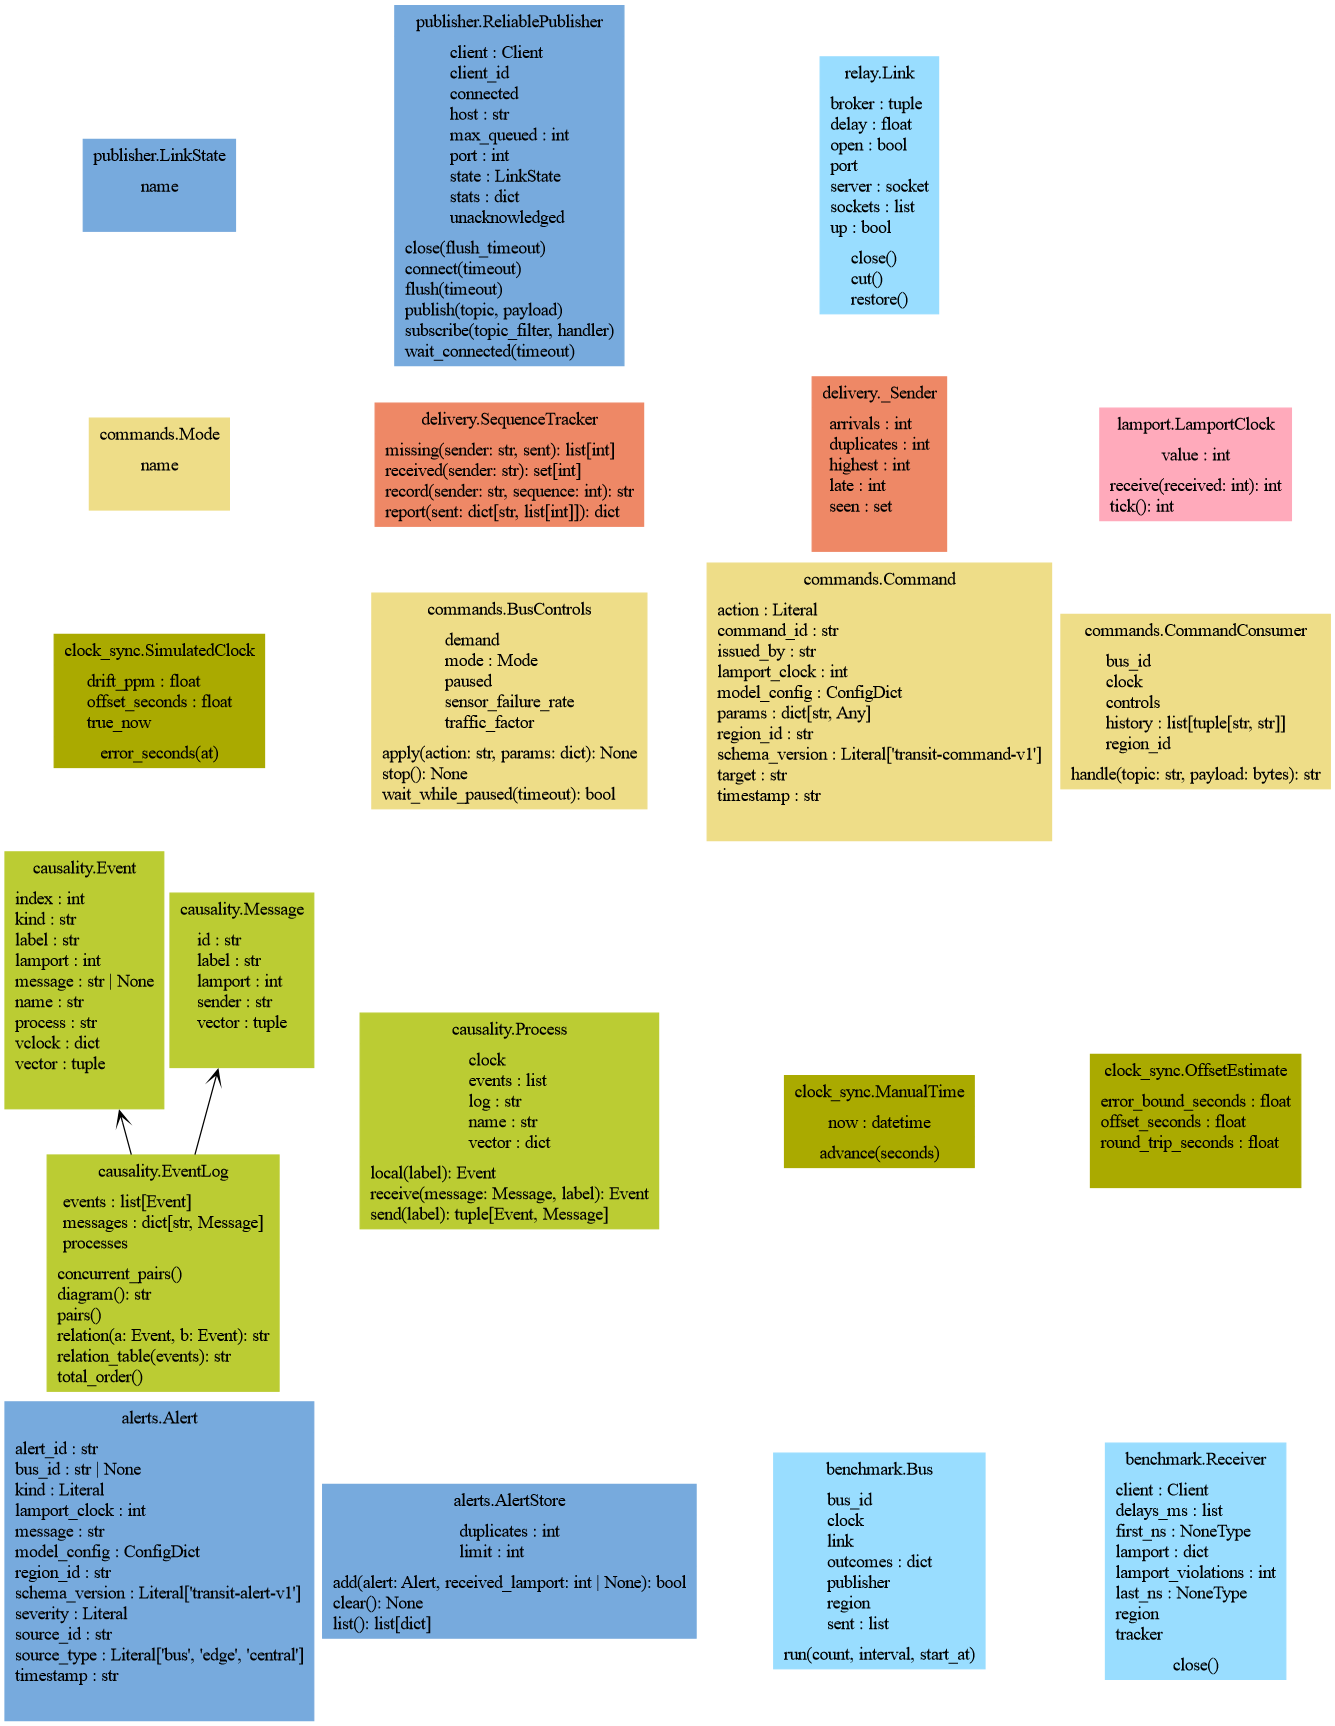 publisher.LinkState
name
publisher.ReliablePublisher
client : Client
client_id
connected
host : str
max_queued : int
port : int
state : LinkState
stats : dict
unacknowledged
close(flush_timeout)
connect(timeout)
flush(timeout)
publish(topic, payload)
subscribe(topic_filter, handler)
wait_connected(timeout)
relay.Link
broker : tuple
delay : float
open : bool
port
server : socket
sockets : list
up : bool
close()
cut()
restore()
commands.Mode
name
delivery.SequenceTracker
missing(sender: str, sent): list[int]
received(sender: str): set[int]
record(sender: str, sequence: int): str
report(sent: dict[str, list[int]]): dict
delivery._Sender
arrivals : int
duplicates : int
highest : int
late : int
seen : set
lamport.LamportClock
value : int
receive(received: int): int
tick(): int
clock_sync.SimulatedClock
drift_ppm : float
offset_seconds : float
true_now
error_seconds(at)
commands.BusControls
demand
mode : Mode
paused
sensor_failure_rate
traffic_factor
apply(action: str, params: dict): None
stop(): None
wait_while_paused(timeout): bool
commands.Command
action : Literal
command_id : str
issued_by : str
lamport_clock : int
model_config : ConfigDict
params : dict[str, Any]
region_id : str
schema_version : Literal['transit-command-v1']
target : str
timestamp : str
commands.CommandConsumer
bus_id
clock
controls
history : list[tuple[str, str]]
region_id
handle(topic: str, payload: bytes): str
causality.Event
index : int
kind : str
label : str
lamport : int
message : str | None
name : str
process : str
vclock : dict
vector : tuple
causality.Message
id : str
label : str
lamport : int
sender : str
vector : tuple
causality.Process
clock
events : list
log : str
name : str
vector : dict
local(label): Event
receive(message: Message, label): Event
send(label): tuple[Event, Message]
clock_sync.ManualTime
now : datetime
advance(seconds)
clock_sync.OffsetEstimate
error_bound_seconds : float
offset_seconds : float
round_trip_seconds : float
causality.EventLog
events : list[Event]
messages : dict[str, Message]
processes
concurrent_pairs()
diagram(): str
pairs()
relation(a: Event, b: Event): str
relation_table(events): str
total_order()
alerts.Alert
alert_id : str
bus_id : str | None
kind : Literal
lamport_clock : int
message : str
model_config : ConfigDict
region_id : str
schema_version : Literal['transit-alert-v1']
severity : Literal
source_id : str
source_type : Literal['bus', 'edge', 'central']
timestamp : str
alerts.AlertStore
duplicates : int
limit : int
add(alert: Alert, received_lamport: int | None): bool
clear(): None
list(): list[dict]
benchmark.Bus
bus_id
clock
link
outcomes : dict
publisher
region
sent : list
run(count, interval, start_at)
benchmark.Receiver
client : Client
delays_ms : list
first_ns : NoneType
lamport : dict
lamport_violations : int
last_ns : NoneType
region
tracker
close()